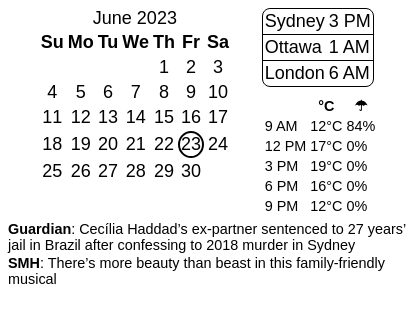 June 2023
Su Mo Tu We Th Fr Sa
1 2 3
4 5 6 7 8 9 10
11 12 13 14 15 16 17
18 19 20 21 22 23 24
25 26 27 28 29 30
Sydney 3 PM
Ottawa 1 AM
London 6 AM
°C ☂
9 AM 12°C 84%
12 PM 17°C 0%
3 PM 19°C 0%
6 PM 16°C 0%
9 PM 12°C 0%
Guardian: Cecília Haddad’s ex-partner sentenced to 27 years’
jail in Brazil after confessing to 2018 murder in Sydney
SMH: There’s more beauty than beast in this family-friendly
musical